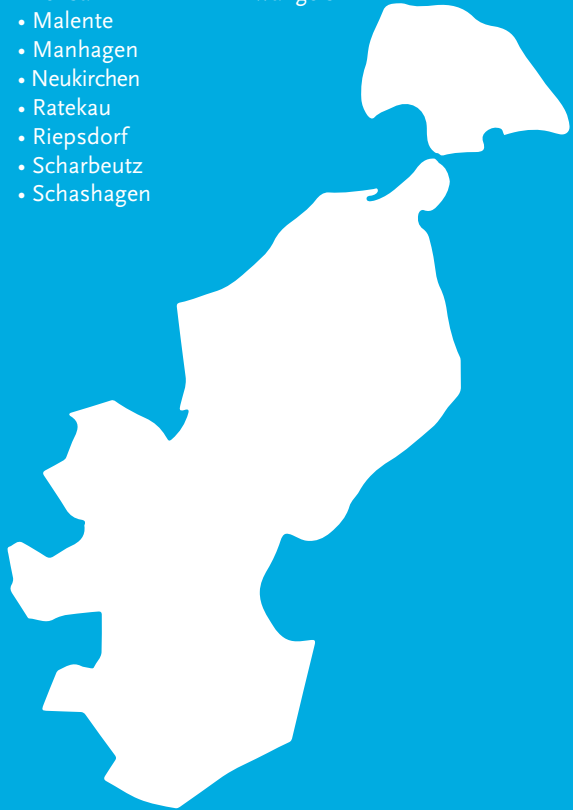 • Malente
• Manhagen
• Neukirchen
• Ratekau
• Riepsdorf
• Scharbeutz
• Schashagen